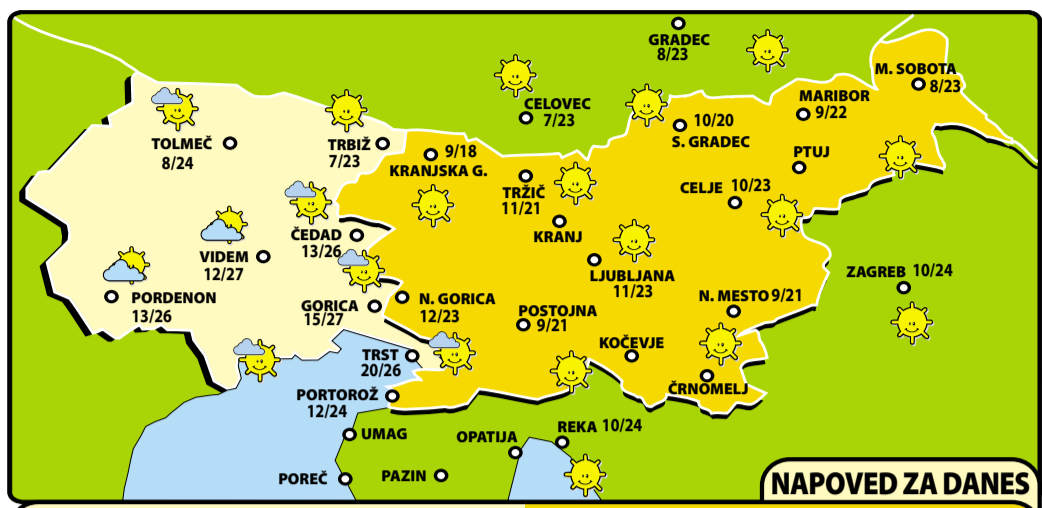 GRADEC
8/23
M. SOBOTA
8/23
CELOVEC
7/23
MARIBOR
9/22
10/20
S. GRADEC
TOLMEČ
8/24
TRBIŽ
7/23
9/18
KRANJSKA G.
PTUJ
TRŽIČ
11/21
CELJE 10/23
KRANJ
ČEDAD
13/26
VIDEM
12/27
LJUBLJANA
11/23
ZAGREB 10/24
PORDENON
13/26
GORICA
15/27
N. GORICA
12/23
N. MESTO 9/21
POSTOJNA
9/21
KOČEVJE
TRST
20/26
ČRNOMELJ
PORTOROŽ
12/24
UMAG
OPATIJA
REKA 10/24
POREČ
PAZIN
NAPOVED ZA DANES